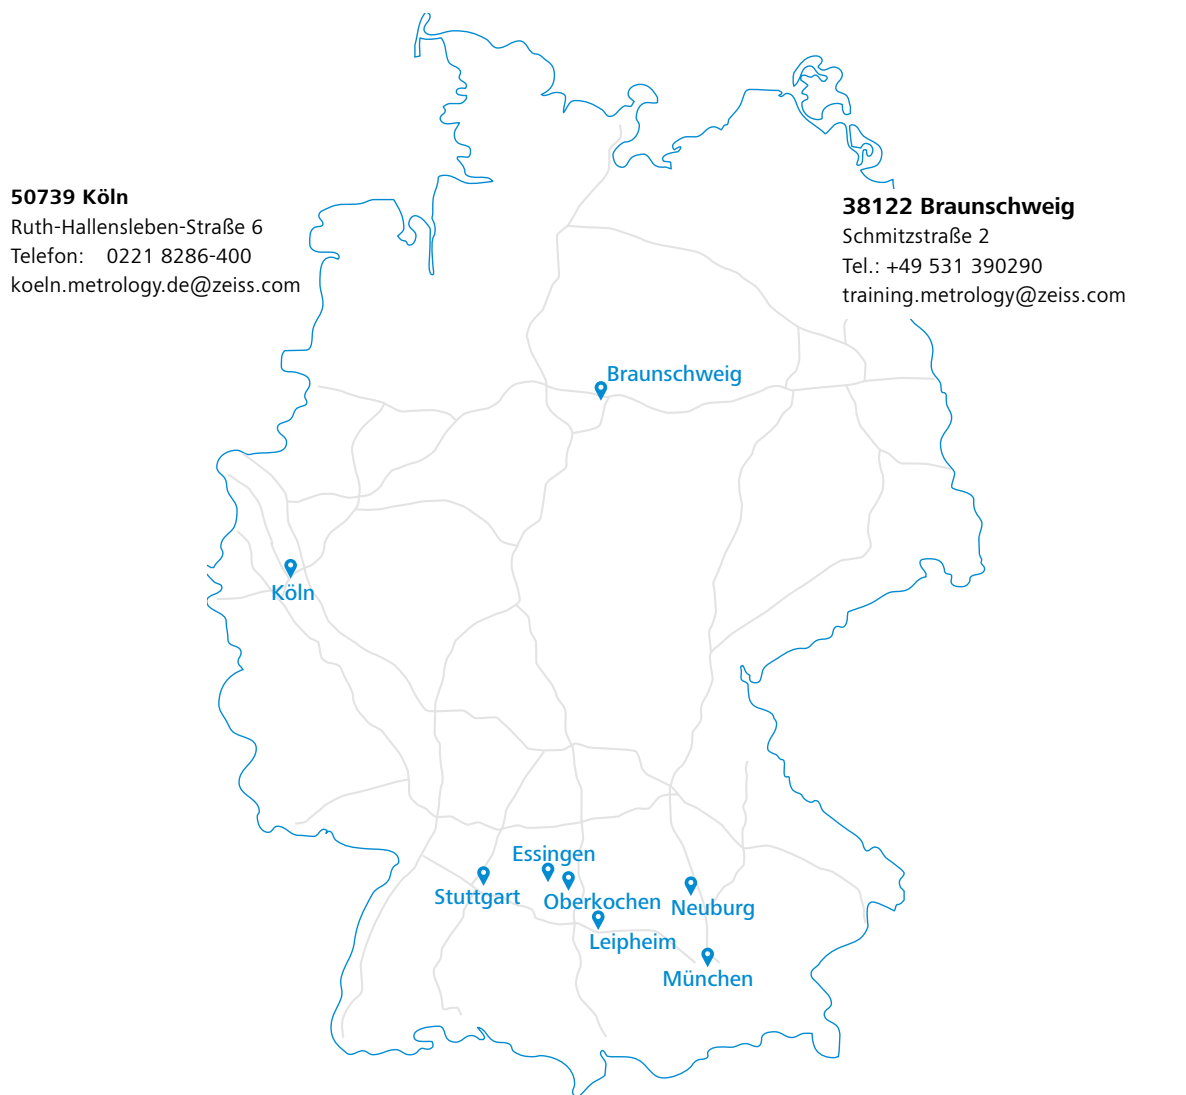 50739 Köln
Ruth-Hallensleben-Straße 6
Telefon: 0221 8286-400
koeln.metrology.de@zeiss.com
38122 Braunschweig
Schmitzstraße 2
Tel.: +49 531 390290
training.metrology@zeiss.com
Braunschweig
Köln
Essingen
Stuttgart
Oberkochen
Neuburg
Leipheim
München